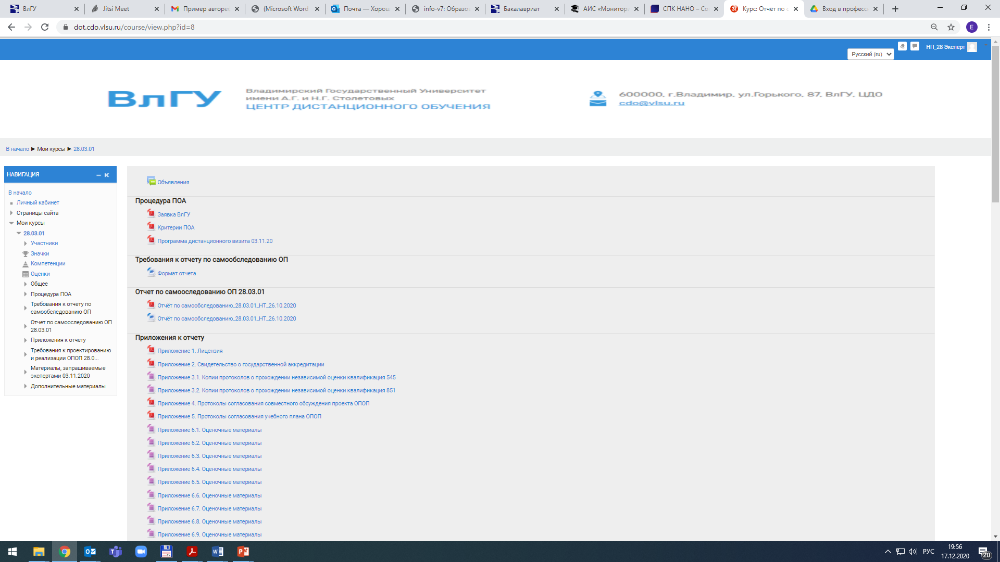 ВлГУ
Jitsi Meet
Пример авторе
(Microsoft Word
Почта — Хорош
info-v7: Образо
Бакалавриат
АИС «Монитори
СПК НАНО – Со
Курс: Отчёт по с
Вход в професс
dot.cdo.vlsu.ru/course/view.php?id=8
E
НП_28 Эксперт
Русский (ru)
ВлГУ
Владимирский Государственный Университет
имени А.Г. и Н.Г. Столетовых
ЦЕНТР ДИСТАНЦИОННОГО ОБУЧЕНИЯ
600000, г.Владимир, ул.Горького, 87, ВлГУ, ЦДО
cdo@vlsu.ru
В начало ► Мои курсы ► 28.03.01
НАВИГАЦИЯ
В начало
Личный кабинет
Страницы сайта
Мои курсы
28.03.01
Участники
Значки
Компетенции
Оценки
Общее
Процедура ПОА
Требования к отчету по
самообследованию ОП
Отчет по самооследованию ОП
28.03.01
Приложения к отчету
Требования к проектированию
и реализации ОПОП 28.0...
Материалы, запрашиваемые
экспертами 03.11.2020
Дополнительные материалы
Объявления
Процедура ПОА
Заявка ВлГУ
Критерии ПОА
Программа дистанционного визита 03.11.20
Требования к отчету по самообследованию ОП
Формат отчета
Отчет по самооследованию ОП 28.03.01
Отчёт по самообследованию_28.03.01_НТ_26.10.2020
Отчёт по самообследованию_28.03.01_НТ_26.10.2020
Приложения к отчету
Приложение 1. Лицензия
Приложение 2. Свидетельство о государственной аккредитации
Приложение 3.1. Копии протоколов о прохождении независимой оценки квалификация 545
Приложение 3.2. Копии протоколов о прохождении независимой оценки квалификация 851
Приложение 4. Протоколы согласования совместного обсуждения проекта ОПОП
Приложение 5. Протоколы согласования учебного плана ОПОП
Приложение 6.1. Оценочные материалы
Приложение 6.2. Оценочные материалы
Приложение 6.3. Оценочные материалы
Приложение 6.4. Оценочные материалы
Приложение 6.5. Оценочные материалы
Приложение 6.6. Оценочные материалы
Приложение 6.7. Оценочные материалы
Приложение 6.8. Оценочные материалы
Приложение 6.9. Оценочные материалы
РУС
19:56
17.12.2020
20